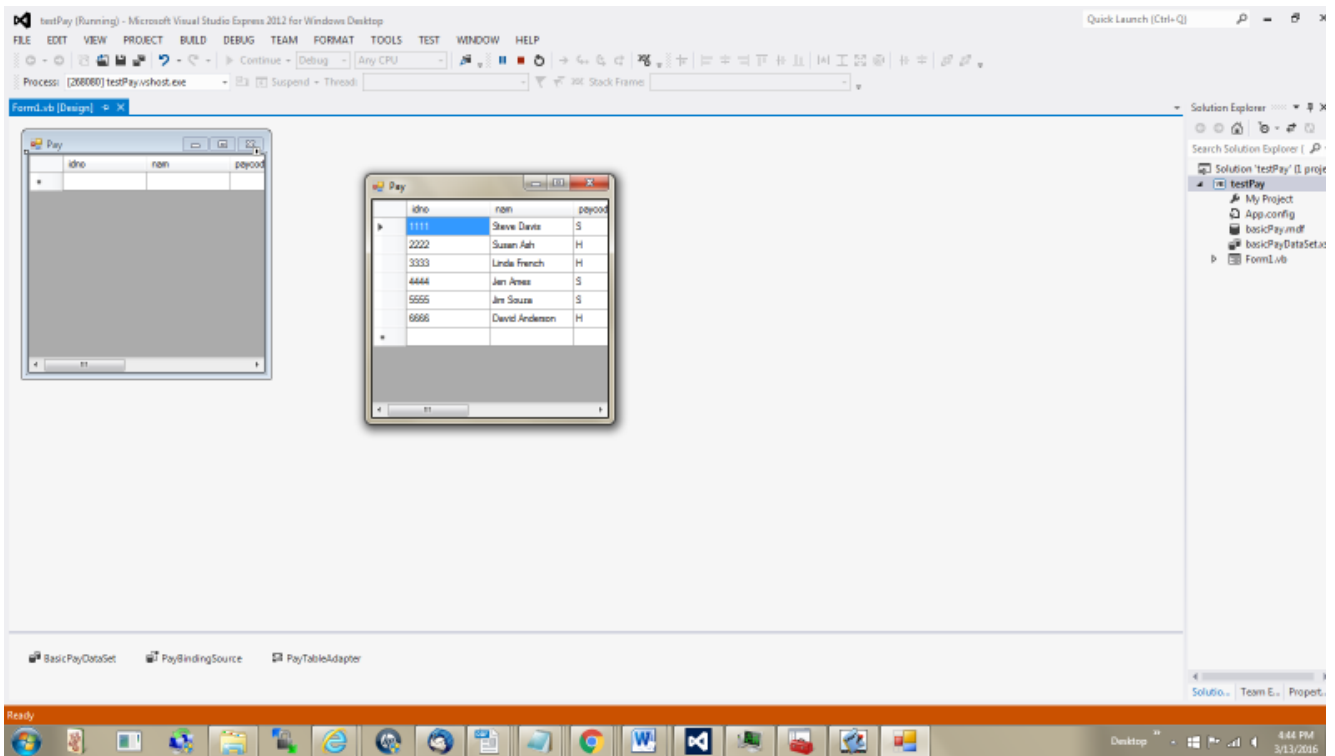 testPay (Running) - Microsoft Visual Studio Express 2012 for Windows Desktop
Quick Launch (Ctrl+Q)
FILE EDIT VIEW PROJECT BUILD DEBUG TEAM FORMAT TOOLS TEST WINDOW HELP
Continue Debug Any CPU
Process: [268080] testPay.vshost.exe Suspend Thread: Stack Frame:
Form1.vb [Design]
Pay
idno nam paycod
Pay
idno nam paycod
1111 Steve Davis S
2222 Susan Ash H
3333 Linda French H
4444 Jen Ames S
5555 Jim Souza S
6666 David Anderson H
BasicPayDataSet PayBindingSource PayTableAdapter
Solution Explorer
Search Solution Explorer (
Solution 'testPay' (1 proje
testPay
My Project
App.config
basicPay.mdf
basicPayDataSet.xs
Form1.vb
Solutio... Team E... Propert...
Ready
Desktop
4:44 PM
3/13/2016